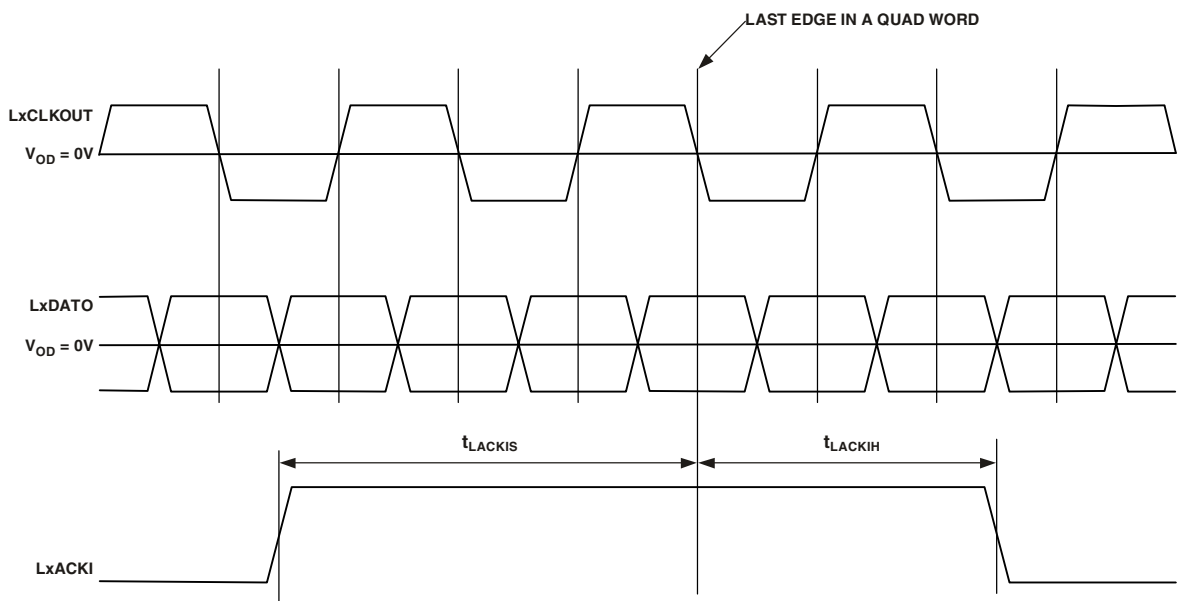 LAST EDGE IN A QUAD WORD
LxCLKOUT
VOD = 0V
LxDATO
VOD = 0V
tLACKIS
tLACKIH
LxACKI